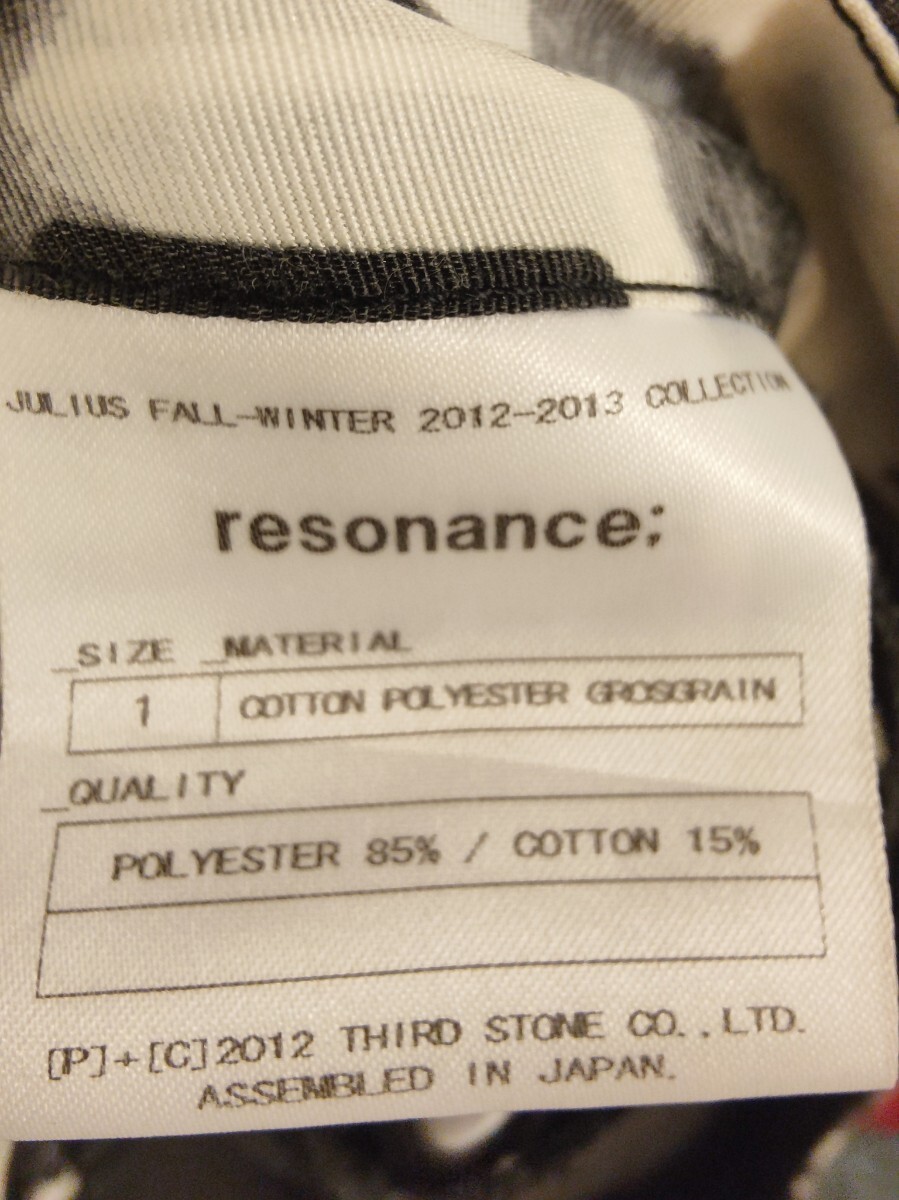 JULIUS FALL-WINTER 2012-2013 COLLECTION
resonance;
_SIZE _MATERIAL
1 COTTON POLYESTER GROSGRAIN
_QUALITY
POLYESTER 85% / COTTON 15%
[P]+[C]2012 THIRD STONE CO.,LTD.
ASSEMBLED IN JAPAN.